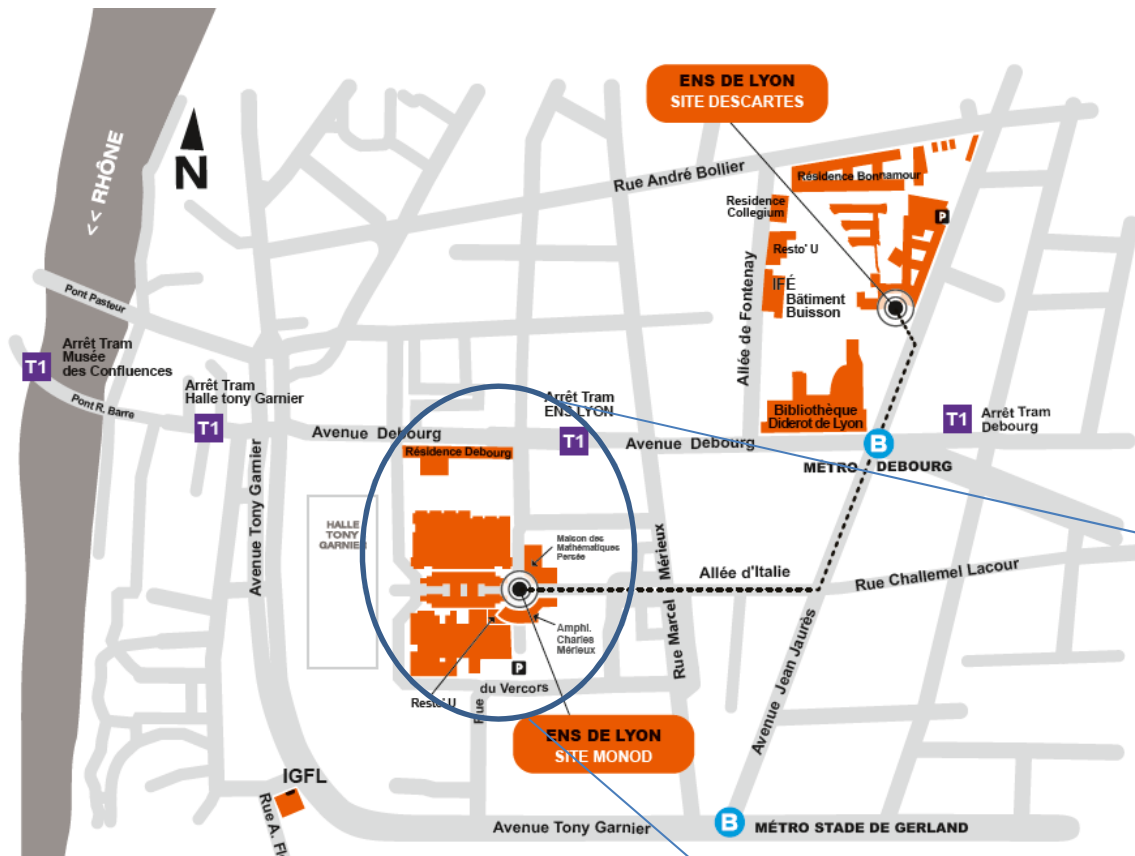 ENS DE LYON
SITE DESCARTES
<< RHÔNE
N
Rue André Bollier
Résidence Bonnamour
Residence
Collegium
P
Resto' U
IFÉ
Bâtiment
Buisson
Allée de Fontenay
Pont Pasteur
T1
Arrêt Tram
Musée
des Confluences
Arrêt Tram
Halle tony Garnier
T1
Pont R. Barre
Arrêt Tram
ENS LYON
T1
Bibliothèque
Diderot de Lyon
T1
Arrêt Tram
Debourg
Avenue Debourg
Avenue Debourg
B
MÉTRO DEBOURG
Résidence Debourg
Avenue Tony Garnier
HALLE
TONY
GARNIER
Maison des
Mathématiques
Persée
Rue Marcel Mérieux
Allée d'Italie
Rue Challemel Lacour
Amphi.
Charles
Mérieux
P
Resto' U
Rue du Vercors
Avenue Jean Jaurès
ENS DE LYON
SITE MONOD
IGFL
Rue A. Fl
Avenue Tony Garnier
B
MÉTRO STADE DE GERLAND